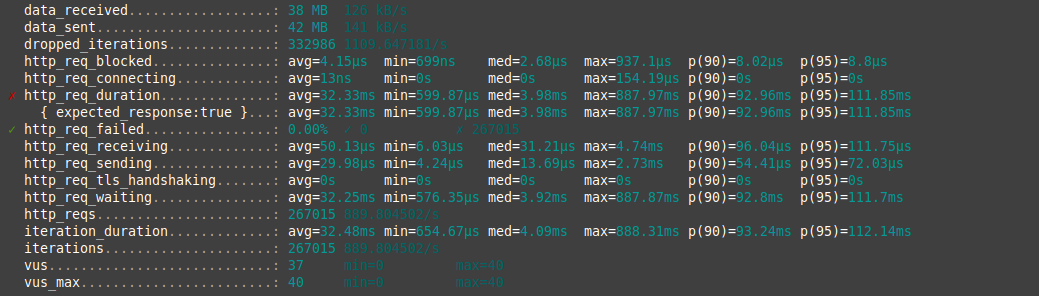 data_received..................: 38 MB  126 kB/s
data_sent......................: 42 MB  141 kB/s
dropped_iterations.............: 332986 1109.647181/s
http_req_blocked...............: avg=4.15µs  min=699ns    med=2.68µs  max=937.1µs  p(90)=8.02µs  p(95)=8.8µs
http_req_connecting............: avg=13ns    min=0s       med=0s      max=154.19µs p(90)=0s      p(95)=0s
✗ http_req_duration..............: avg=32.33ms min=599.87µs med=3.98ms  max=887.97ms p(90)=92.96ms p(95)=111.85ms
{ expected_response:true }...: avg=32.33ms min=599.87µs med=3.98ms  max=887.97ms p(90)=92.96ms p(95)=111.85ms
✓ http_req_failed................: 0.00%  ✓ 0           ✗ 267015
http_req_receiving.............: avg=50.13µs min=6.03µs   med=31.21µs max=4.74ms   p(90)=96.04µs p(95)=111.75µs
http_req_sending...............: avg=29.98µs min=4.24µs   med=13.69µs max=2.73ms   p(90)=54.41µs p(95)=72.03µs
http_req_tls_handshaking.......: avg=0s      min=0s       med=0s      max=0s       p(90)=0s      p(95)=0s
http_req_waiting...............: avg=32.25ms min=576.35µs med=3.92ms  max=887.87ms p(90)=92.8ms  p(95)=111.7ms
http_reqs......................: 267015 889.804502/s
iteration_duration.............: avg=32.48ms min=654.67µs med=4.09ms  max=888.31ms p(90)=93.24ms p(95)=112.14ms
iterations.....................: 267015 889.804502/s
vus............................: 37     min=0         max=40
vus_max........................: 40     min=0         max=40